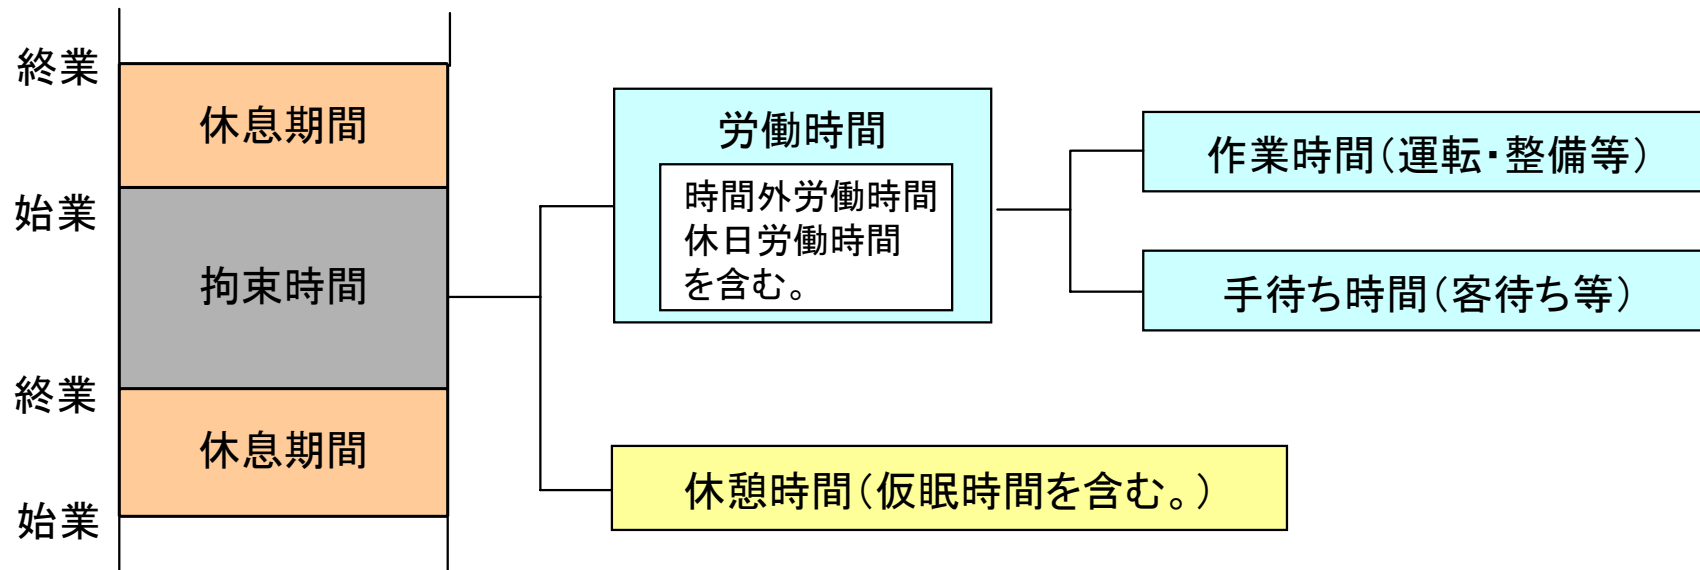 終業
休息期間
始業
拘束時間
終業
休息期間
始業
労働時間
時間外労働時間
休日労働時間
を含む。
作業時間（運転・整備等）
手待ち時間（客待ち等）
休憩時間（仮眠時間を含む。）